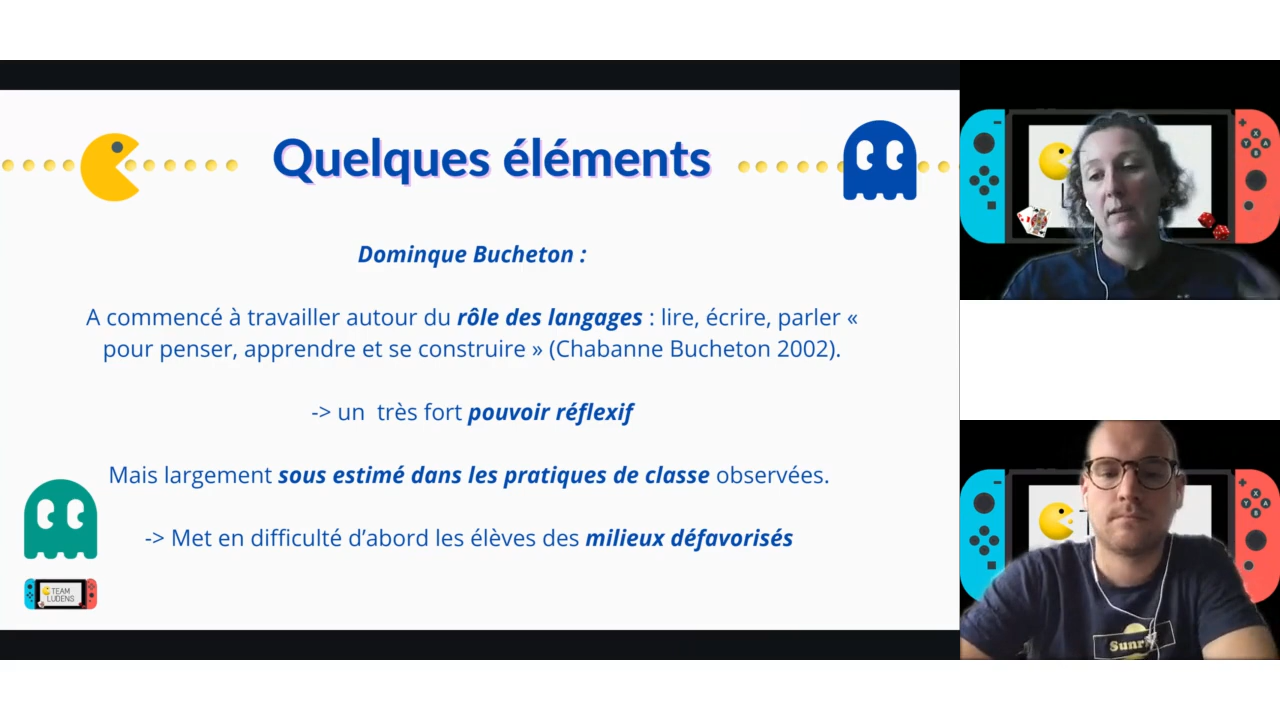 Quelques éléments
Dominque Bucheton :
A commencé à travailler autour du rôle des langages : lire, écrire, parler «
pour penser, apprendre et se construire » (Chabanne Bucheton 2002).
-> un très fort pouvoir réflexif
Mais largement sous estimé dans les pratiques de classe observées.
-> Met en difficulté d’abord les élèves des milieux défavorisés
TEAM
LUDENS
X
Y
A
B
X
Y
A
B